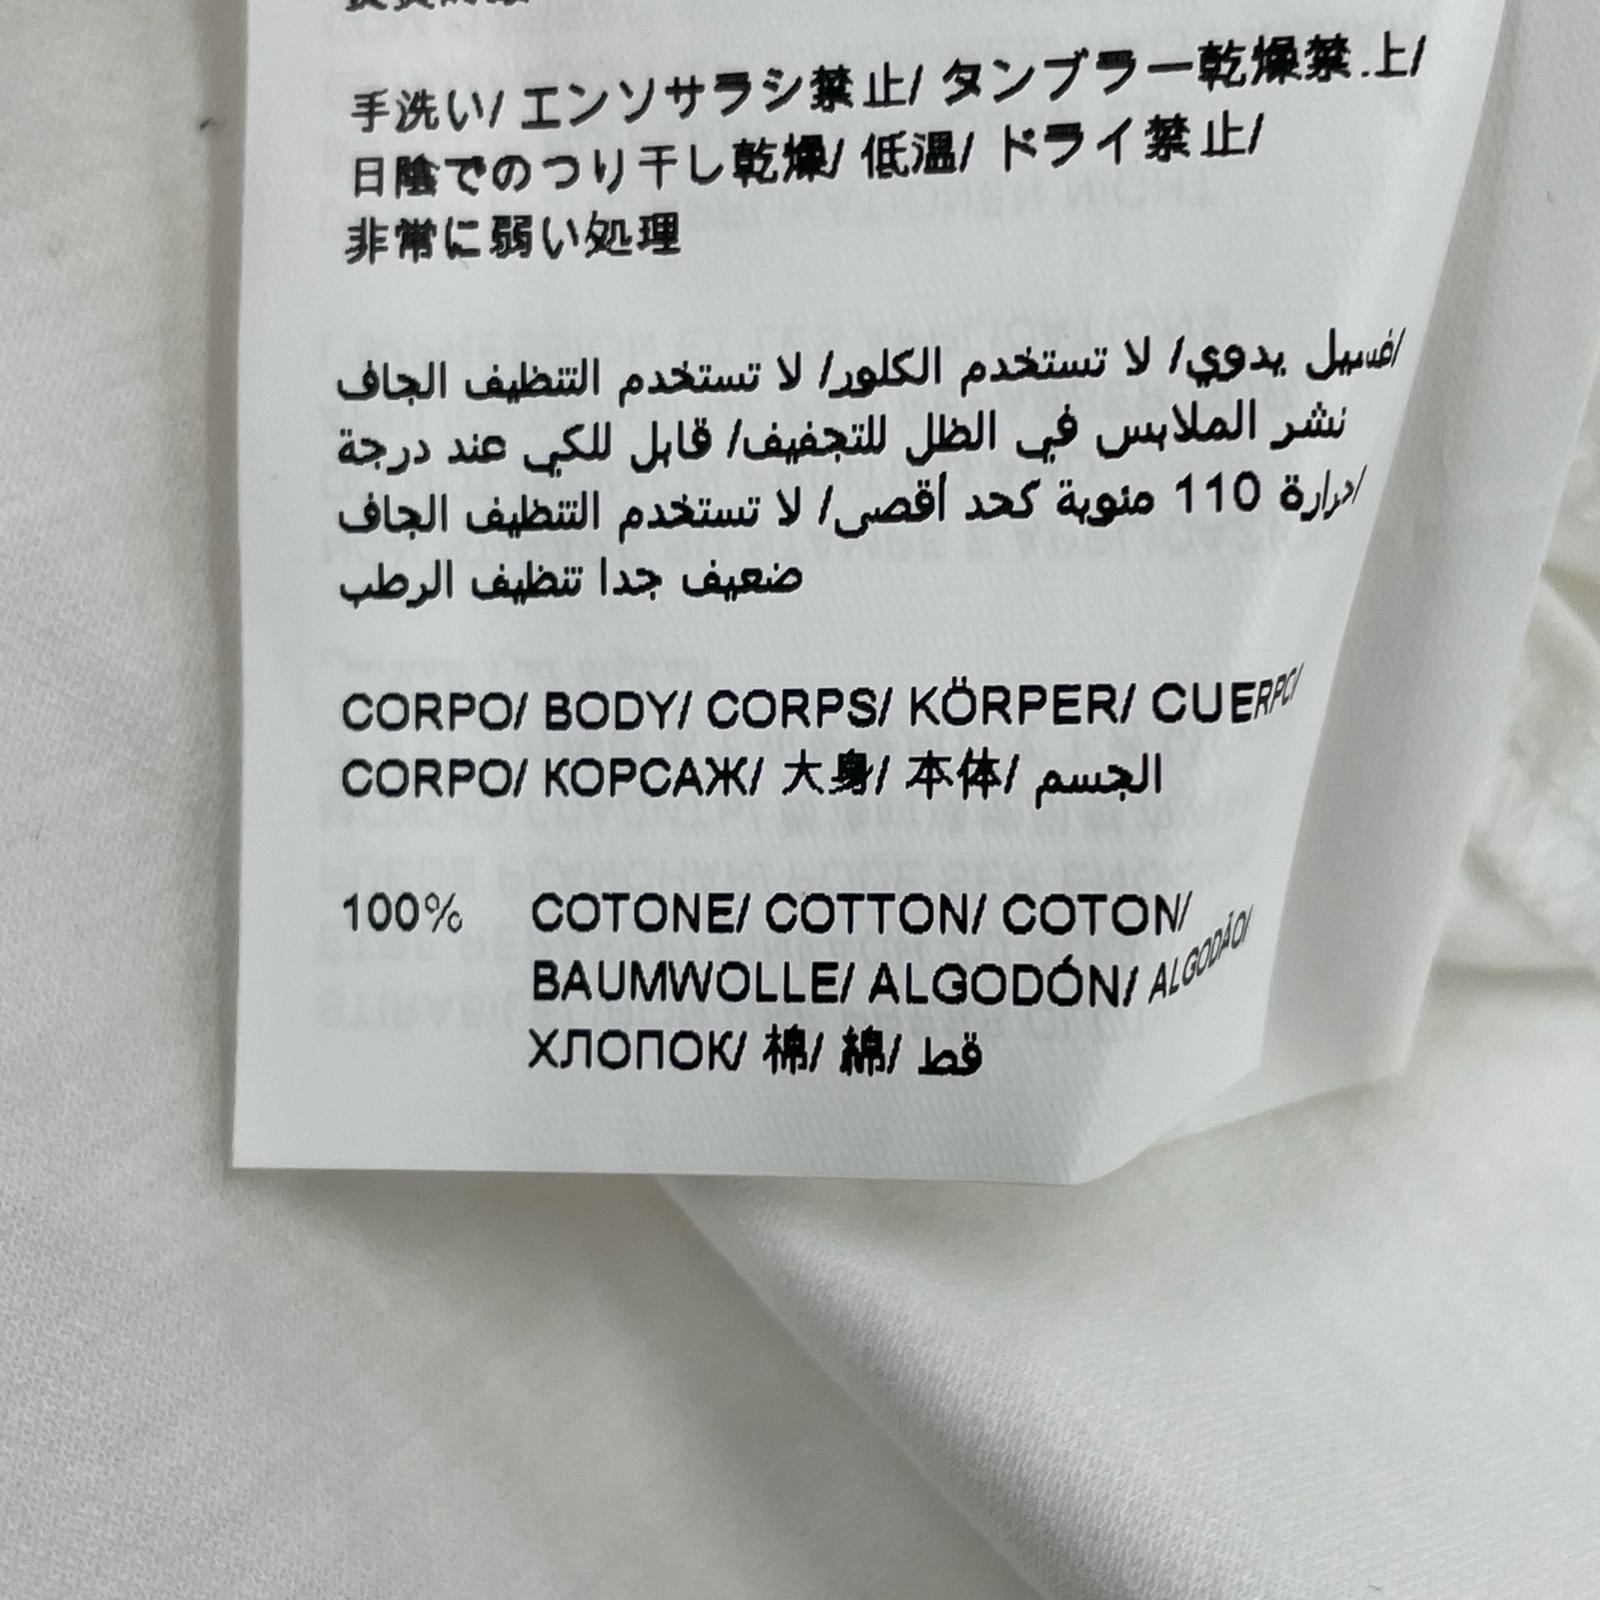 手洗い/ エンソサラシ禁止/ タンブラー乾燥禁止/
日陰でのつり干し乾燥/ 低温/ ドライ禁止/
非常に弱い処理
غسيل يدوي/ لا تستخدم الكلور/ لا تستخدم التنظيف الجاف/
نشر الملابس في الظل للتجفيف/ قابل للكي عند درجة
حرارة 110 مئوية كحد أقصى/ لا تستخدم التنظيف الجاف/
ضعيف جدا تنظيف الرطب
CORPO/ BODY/ CORPS/ KÖRPER/ CUERPO/
CORPO/ КОРСАЖ/ 大身/ 本体/ الجسم
100% COTONE/ COTTON/ COTON/
BAUMWOLLE/ ALGODÓN/ ALGODÃO/
ХЛОПОК/ 棉/ 綿/ قطن